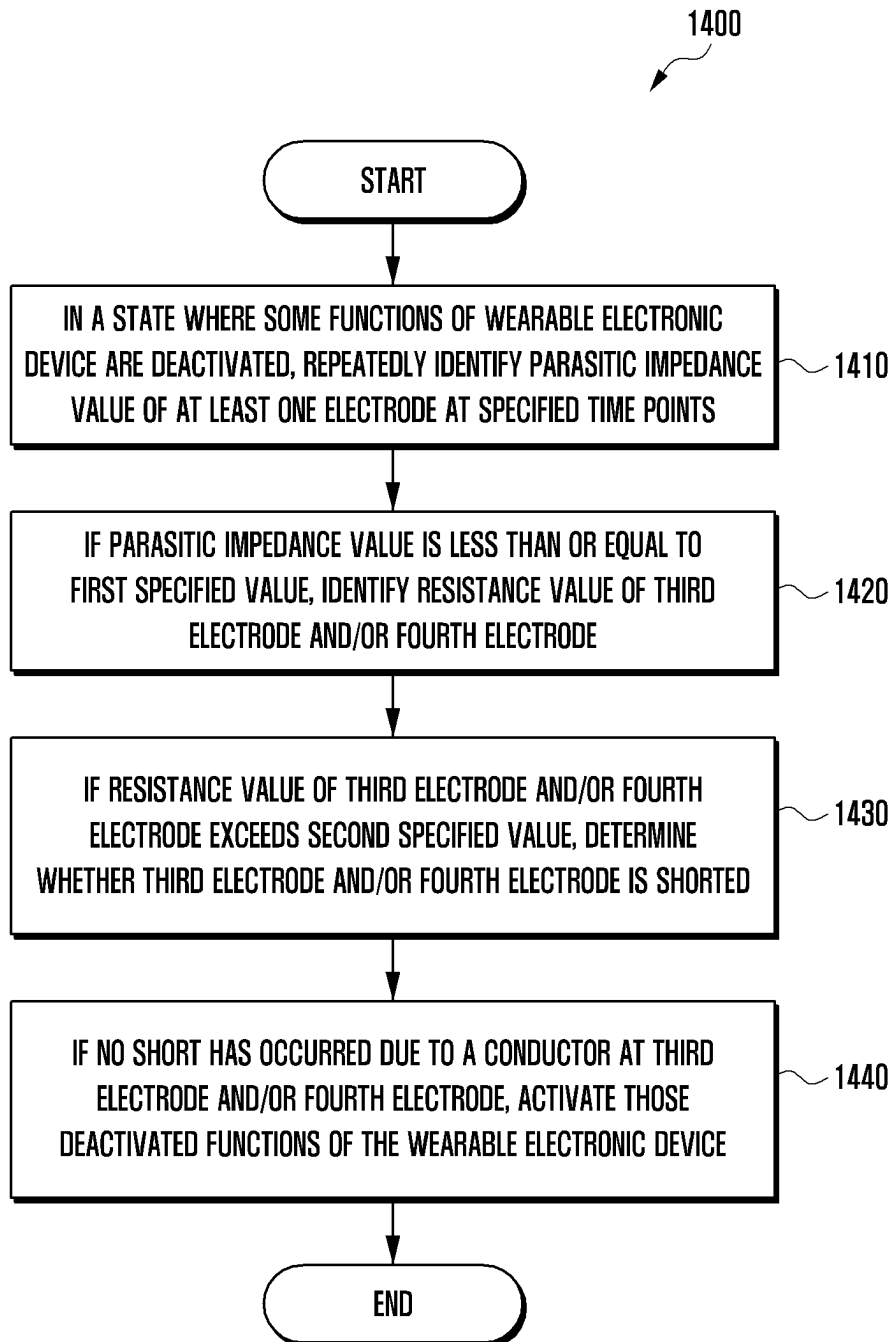 1400
START
IN A STATE WHERE SOME FUNCTIONS OF WEARABLE ELECTRONIC
DEVICE ARE DEACTIVATED, REPEATEDLY IDENTIFY PARASITIC IMPEDANCE
VALUE OF AT LEAST ONE ELECTRODE AT SPECIFIED TIME POINTS
1410
IF PARASITIC IMPEDANCE VALUE IS LESS THAN OR EQUAL TO
FIRST SPECIFIED VALUE, IDENTIFY RESISTANCE VALUE OF THIRD
ELECTRODE AND/OR FOURTH ELECTRODE
1420
IF RESISTANCE VALUE OF THIRD ELECTRODE AND/OR FOURTH
ELECTRODE EXCEEDS SECOND SPECIFIED VALUE, DETERMINE
WHETHER THIRD ELECTRODE AND/OR FOURTH ELECTRODE IS SHORTED
1430
IF NO SHORT HAS OCCURRED DUE TO A CONDUCTOR AT THIRD
ELECTRODE AND/OR FOURTH ELECTRODE, ACTIVATE THOSE
DEACTIVATED FUNCTIONS OF THE WEARABLE ELECTRONIC DEVICE
1440
END